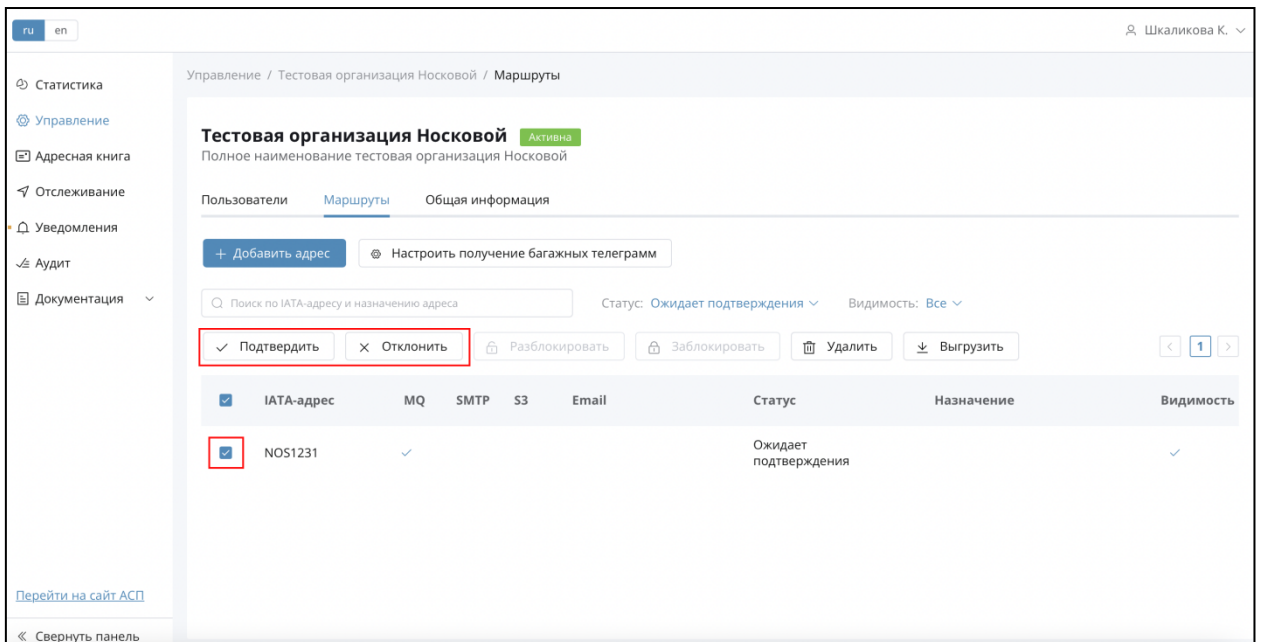 ru en
Шкаликова К.
Статистика
Управление
Адресная книга
Отслеживание
Уведомления
Аудит
Документация
Перейти на сайт АСП
Свернуть панель
Управление / Тестовая организация Носковой / Маршруты
Тестовая организация Носковой Активна
Полное наименование тестовая организация Носковой
Пользователи Маршруты Общая информация
+ Добавить адрес Настроить получение багажных телеграмм
Поиск по IATA-адресу и назначению адреса Статус: Ожидает подтверждения Видимость: Все
Подтвердить Отклонить Разблокировать Заблокировать Удалить Выгрузить < 1 >
IATA-адрес MQ SMTP S3 Email Статус Назначение Видимость
NOS1231 Ожидает
подтверждения